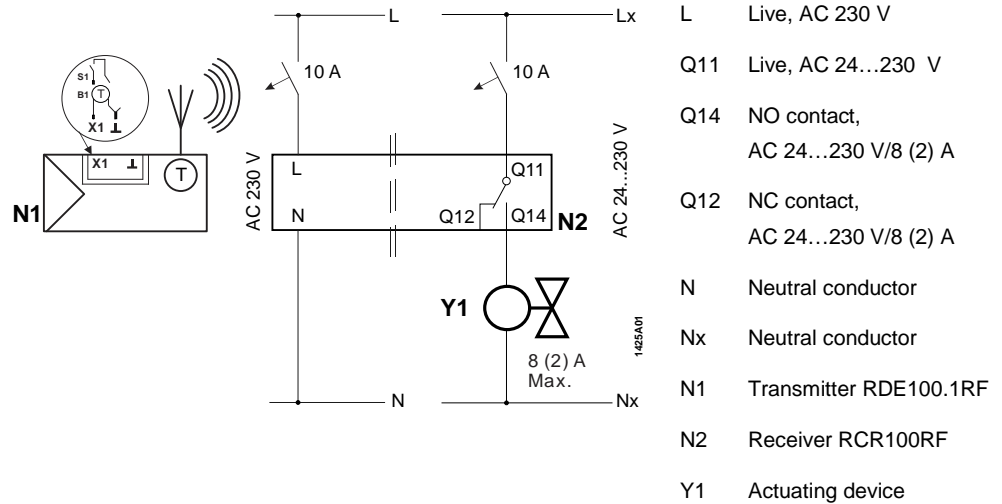 L
Lx
10 A
10 A
S1
B1
T
X1
X1
T
N1
AC 230 V
L
N
Q11
Q12
Q14
N2
AC 24...230 V
Y1
8 (2) A
Max.
1425A01
N
Nx
L Live, AC 230 V
Q11 Live, AC 24…230 V
Q14 NO contact,
AC 24…230 V/8 (2) A
Q12 NC contact,
AC 24…230 V/8 (2) A
N Neutral conductor
Nx Neutral conductor
N1 Transmitter RDE100.1RF
N2 Receiver RCR100RF
Y1 Actuating device